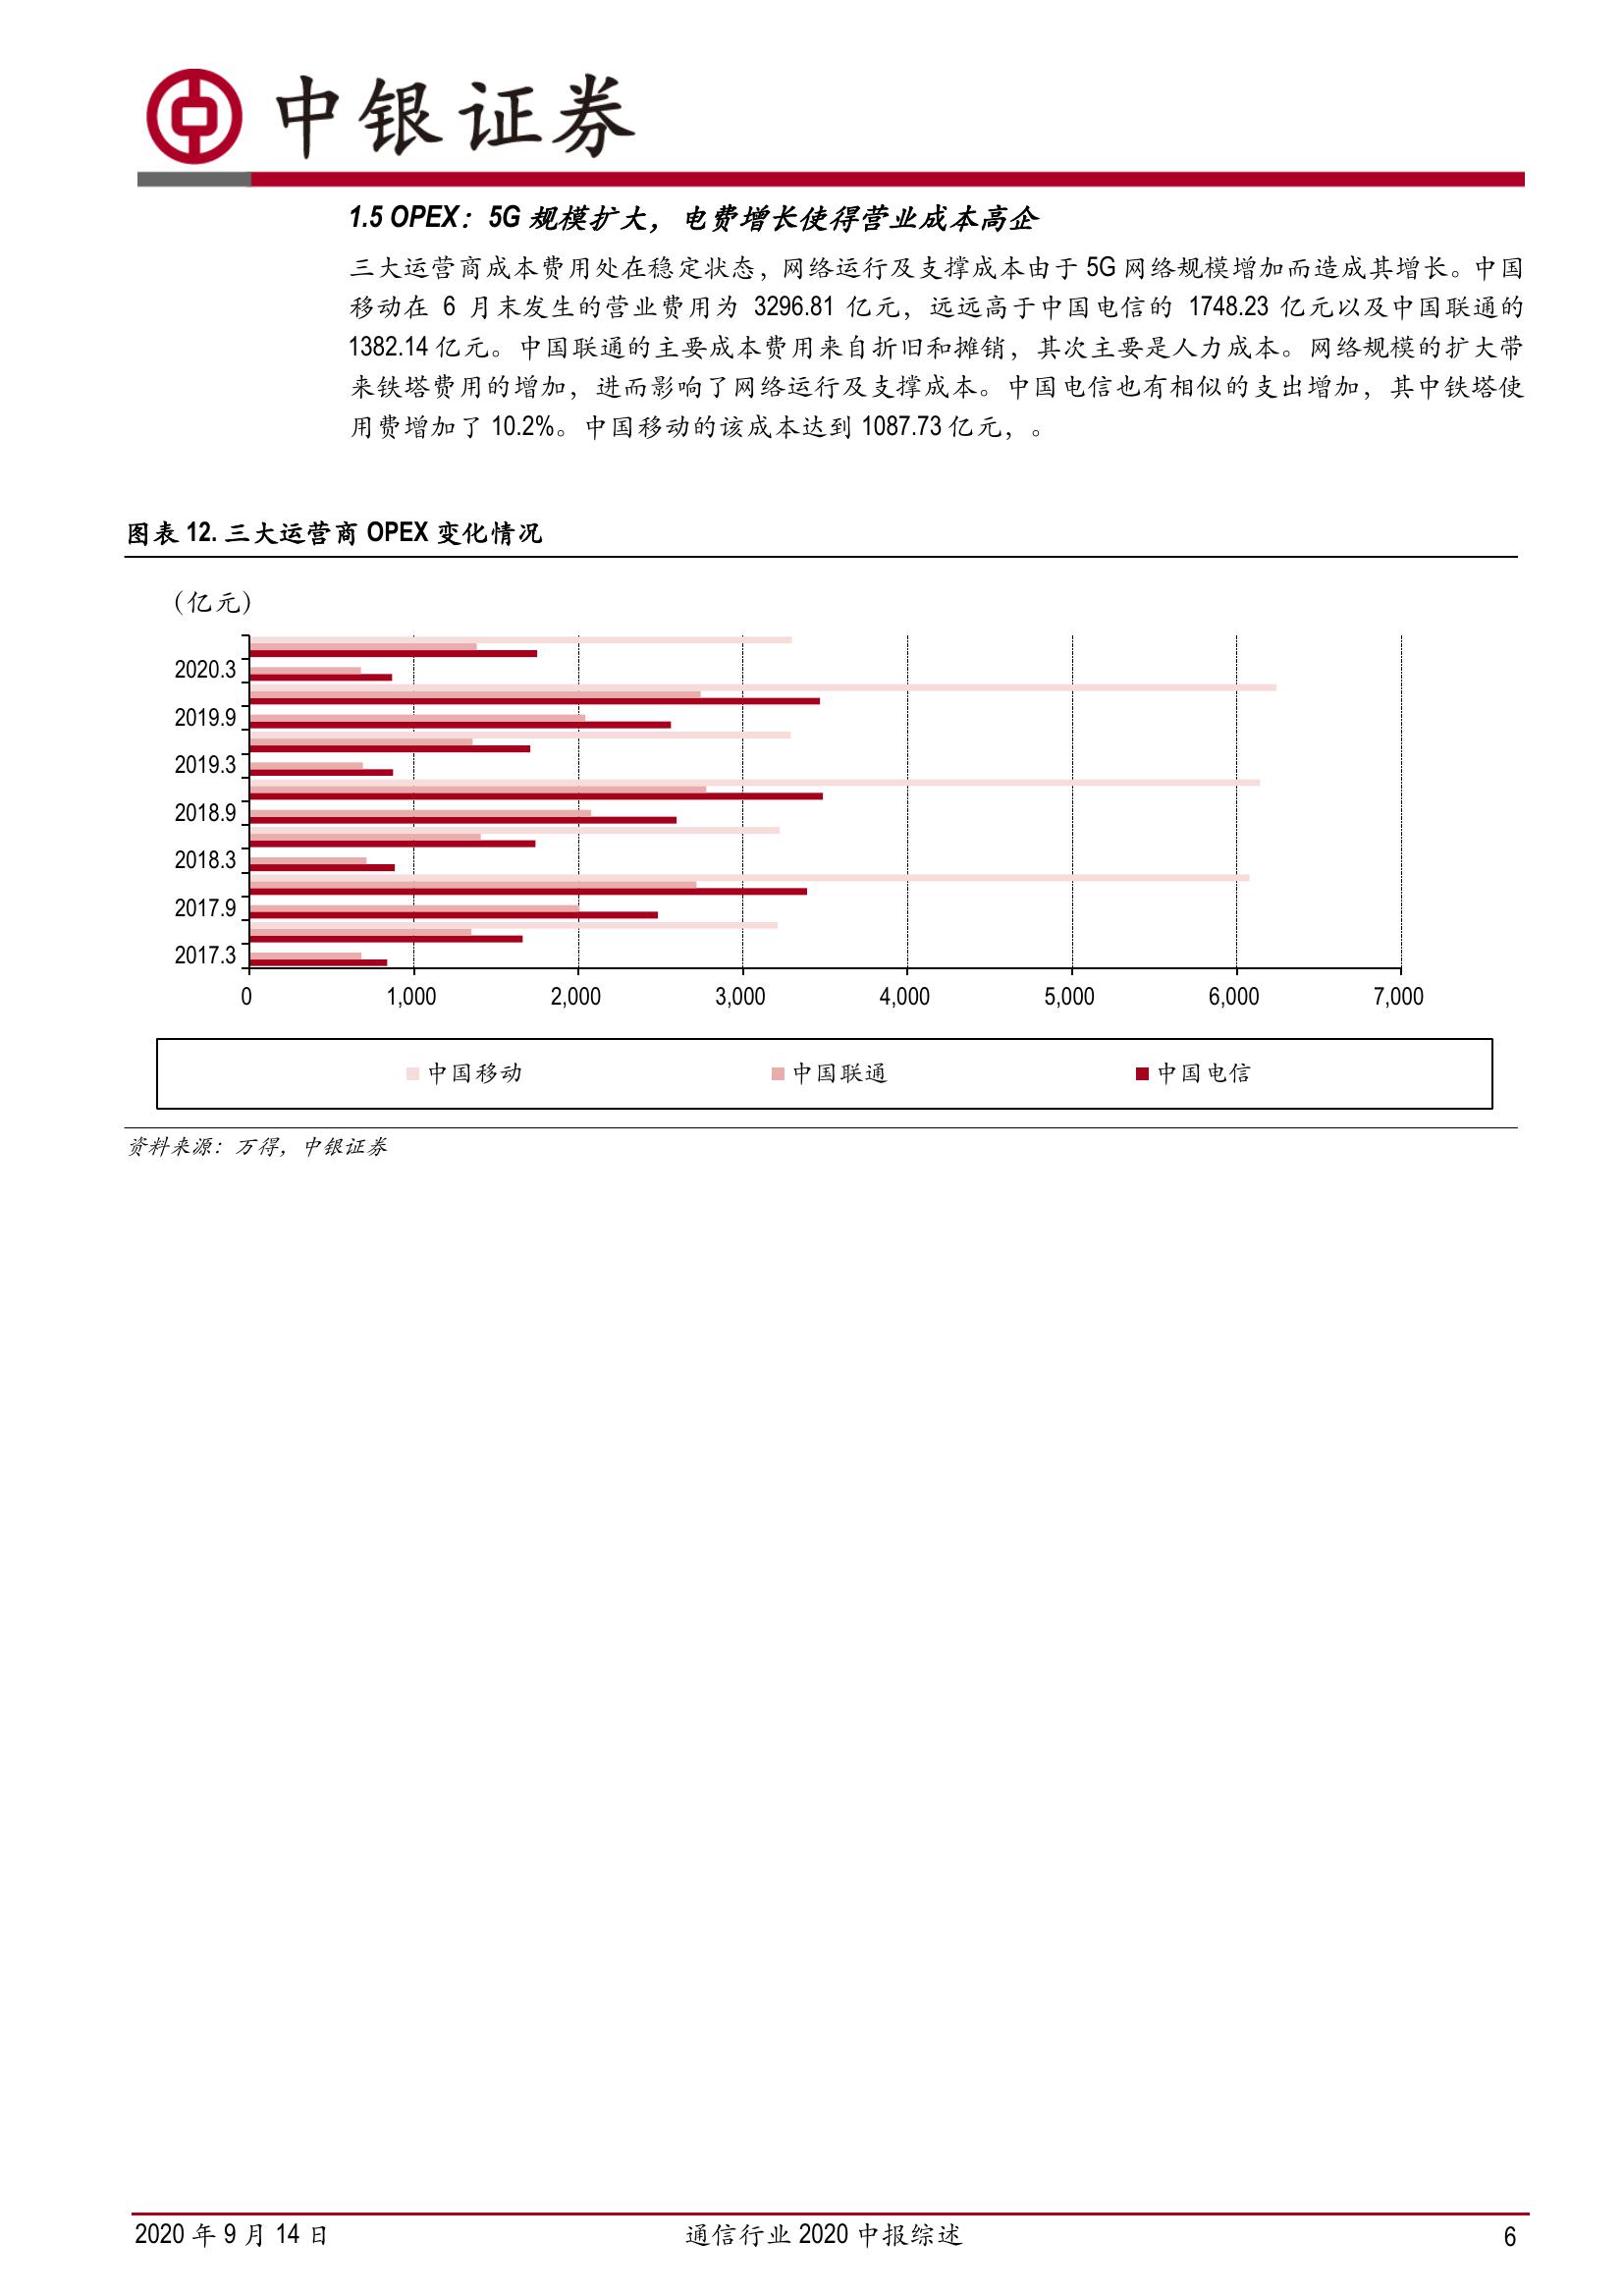 中银证券
1.5 OPEX：5G 规模扩大，电费增长使得营业成本高企
三大运营商成本费用处在稳定状态，网络运行及支撑成本由于 5G 网络规模增加而造成其增长。中国
移动在 6 月末发生的营业费用为 3296.81 亿元，远远高于中国电信的 1748.23 亿元以及中国联通的
1382.14 亿元。中国联通的主要成本费用来自折旧和摊销，其次主要是人力成本。网络规模的扩大带
来铁塔费用的增加，进而影响了网络运行及支撑成本。中国电信也有相似的支出增加，其中铁塔使
用费增加了 10.2%。中国移动的该成本达到 1087.73 亿元，。
图表 12. 三大运营商 OPEX 变化情况
（亿元）
2020.3
2019.9
2019.3
2018.9
2018.3
2017.9
2017.3
0 1,000 2,000 3,000 4,000 5,000 6,000 7,000
中国移动 中国联通 中国电信
资料来源：万得，中银证券
2020 年 9 月 14 日 通信行业 2020 中报综述 6